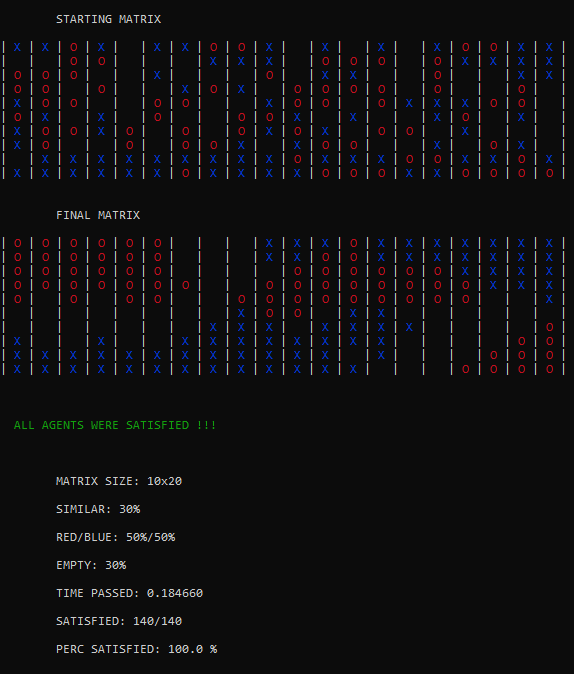 STARTING MATRIX
| X | X | O | X |   | X | X | O | O | X |   | X |   | X |   | X | X | O | X | X |
|   |   | O | O |   |   |   | X | X | X |   | O | O | O |   | O | X | X | X | X |
| O | O | O |   |   | X |   |   |   | O |   | X | X |   |   | O |   |   | X | X |
| O | O |   | O |   |   | X | O | X |   | O | O | O |   |   |   |   |   | O |   |
| X | O | O |   |   | O | O |   |   | X | O | O |   | O | X | X | X | O | O |   |
| O | X |   | X |   | O |   |   | O | O | X |   | X |   |   | O |   |   | X |   |
| X | X | O | X | O |   |   |   | X | O |   | X |   | O | O |   | X |   |   |   |
| X | X |   |   | O |   | O | O | X |   |   |   |   |   |   | X |   | O | X |   |
| X | X | X | X | X | X | X | O | O | X | O | X | O | X |   | X | O | X | O | X |
| X | X | X | X | X | X | O | X | O | X | X | O | O | X |   | X | X | O | O | O |
FINAL MATRIX
| O | O | O | O | O | O |   |   |   | X | X | X | O | X | X | X | X | X | X | X |
| O | O | O | O | O | O |   |   |   | X | X | O | O | X | X | X | X | X | X | X |
| O | O | O | O | O | O |   |   |   |   | O | O | O | X | X | X | X | X | X | X |
| O | O | O | O | O | O | O |   |   | O | O | O | O | O | O | O | O | X | X | X |
| O |   | O |   | O | O |   |   | O | O | O | O | O | O | O | O | O |   |   | X |
|   |   |   |   |   |   |   |   | X | O | O |   | X | X |   |   |   |   |   |   |
|   |   |   |   |   |   |   | X | X | X |   | X | X | X | X |   |   |   |   | O |
| X |   |   | X |   |   | X | X | X | X | X | X | X | X |   |   |   |   | O | O |
| X | X | X | X | X | X | X | X | X | X | X | X | X | X |   |   |   | O | O | O |
| X | X | X | X | X | X | X | X | X | X | X | X | X |   |   |   | O | O | O | O |
ALL AGENTS WERE SATISFIED !!!
MATRIX SIZE: 10x20
SIMILAR: 30%
RED/BLUE: 50%/50%
EMPTY: 30%
TIME PASSED: 0.184660
SATISFIED: 140/140
PERC SATISFIED: 100.0 %